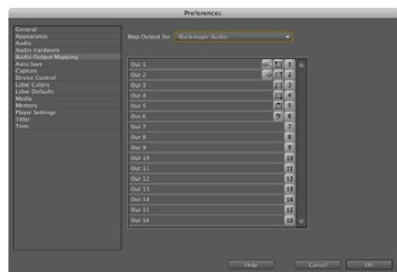 Preferences
General
Appearance
Audio
Audio Hardware
Audio Output Mapping
Auto Save
Capture
Device Control
Label Colors
Label Defaults
Media
Memory
Player Settings
Titler
Trim
Map Output for: Blackmagic Audio
Out 1 1
Out 2 2
Out 3 3
Out 4 4
Out 5 5
Out 6 6
Out 7 7
Out 8 8
Out 9 9
Out 10 10
Out 11 11
Out 12 12
Out 13 13
Out 14 14
Out 15 15
Out 16 16
Help Cancel OK